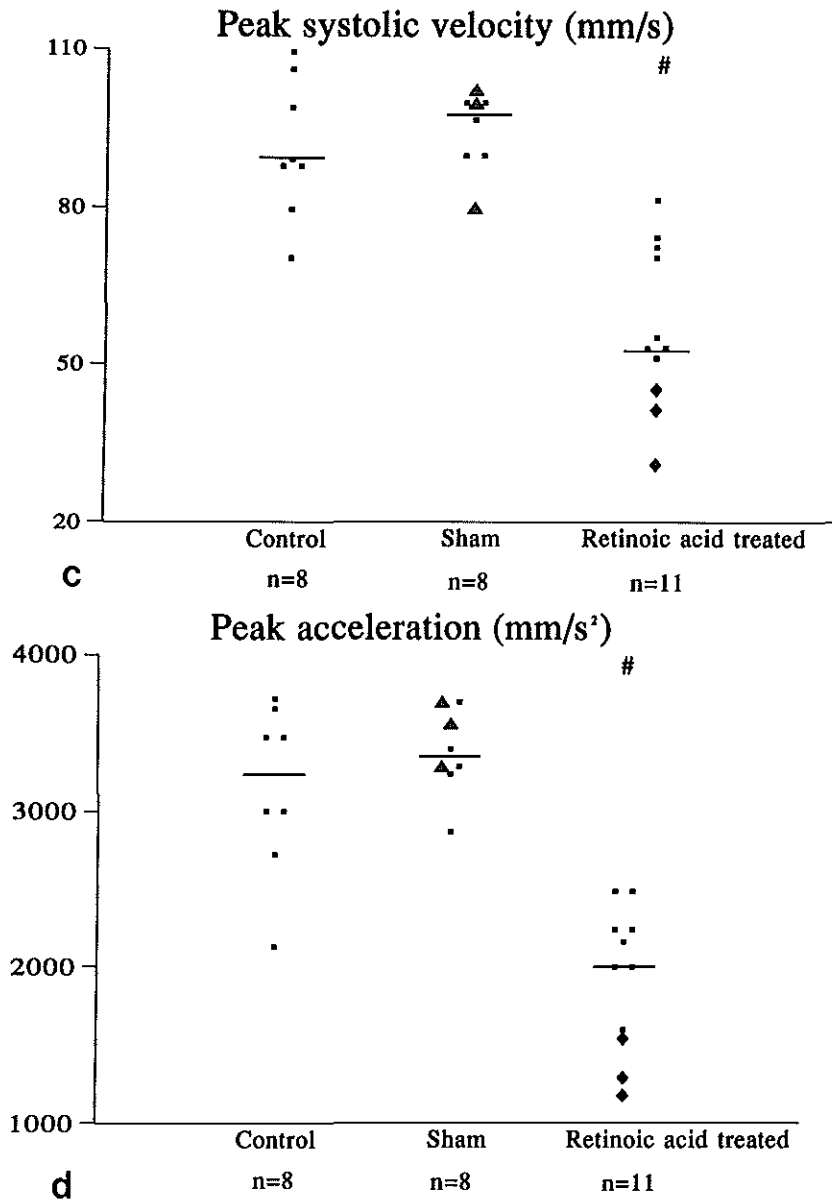 Peak systolic velocity (mm/s)
110
#
80
50
20
Control Sham Retinoic acid treated
c n=8 n=8 n=11
Peak acceleration (mm/s²)
4000
#
3000
2000
1000
Control Sham Retinoic acid treated
d n=8 n=8 n=11